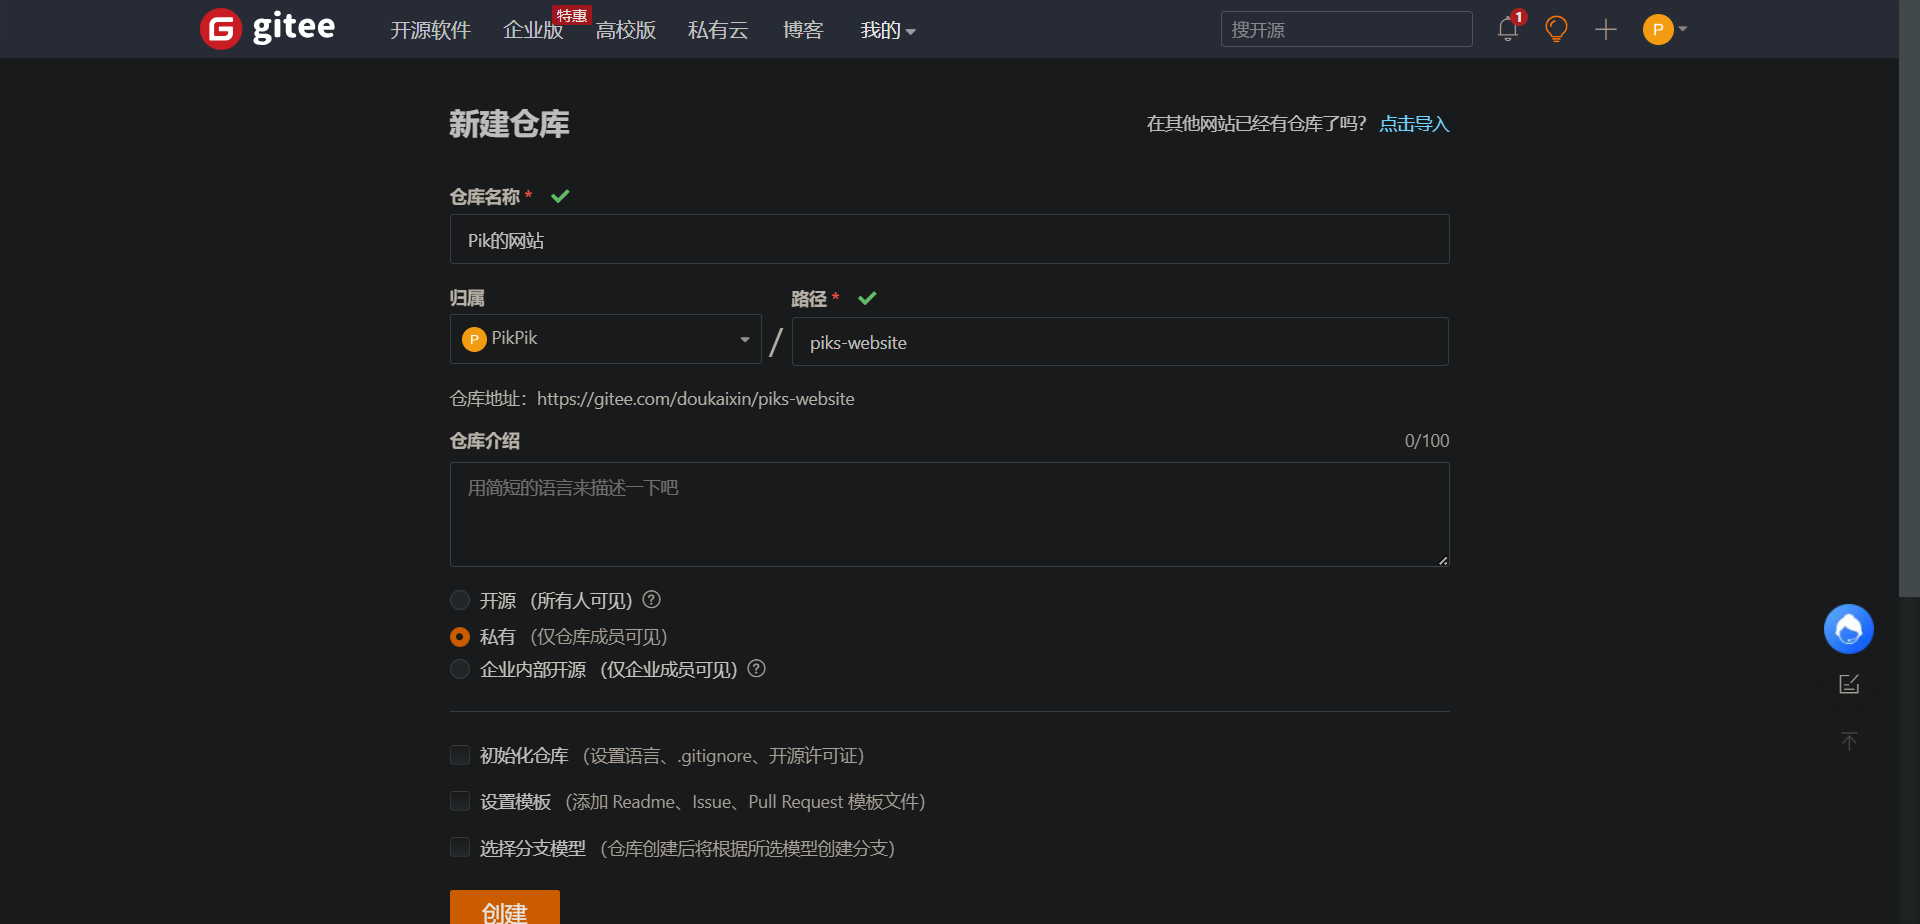 gitee 开源软件 企业版 特惠 高校版 私有云 博客 我的 搜开源 1 P
新建仓库 在其他网站已经有仓库了吗? 点击导入
仓库名称 *
Pik的网站
归属 路径 *
P PikPik / piks-website
仓库地址：https://gitee.com/doukaixin/piks-website
仓库介绍 0/100
用简短的语言来描述一下吧
开源 （所有人可见） ?
私有 （仅仓库成员可见）
企业内部开源 （仅企业成员可见） ?
初始化仓库 （设置语言、.gitignore、开源许可证）
设置模板 （添加 Readme、Issue、Pull Request 模板文件）
选择分支模型 （仓库创建后将根据所选模型创建分支）
创建